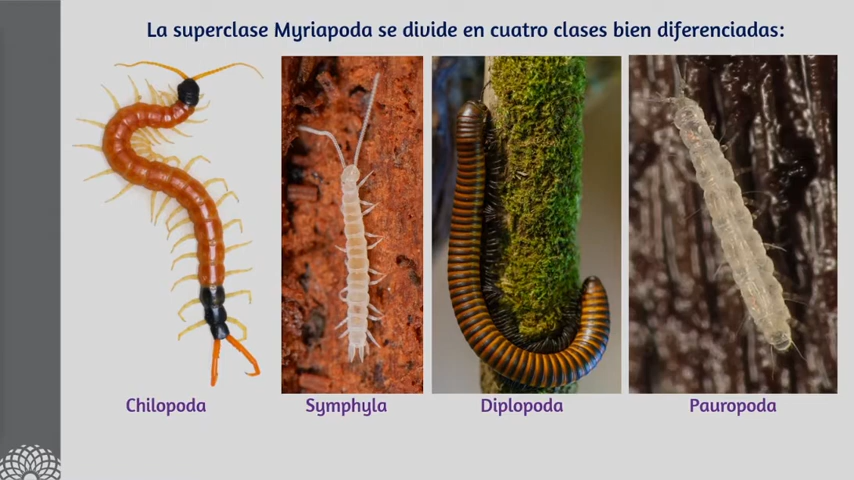 La superclase Myriapoda se divide en cuatro clases bien diferenciadas:
Chilopoda
Symphyla
Diplopoda
Pauropoda